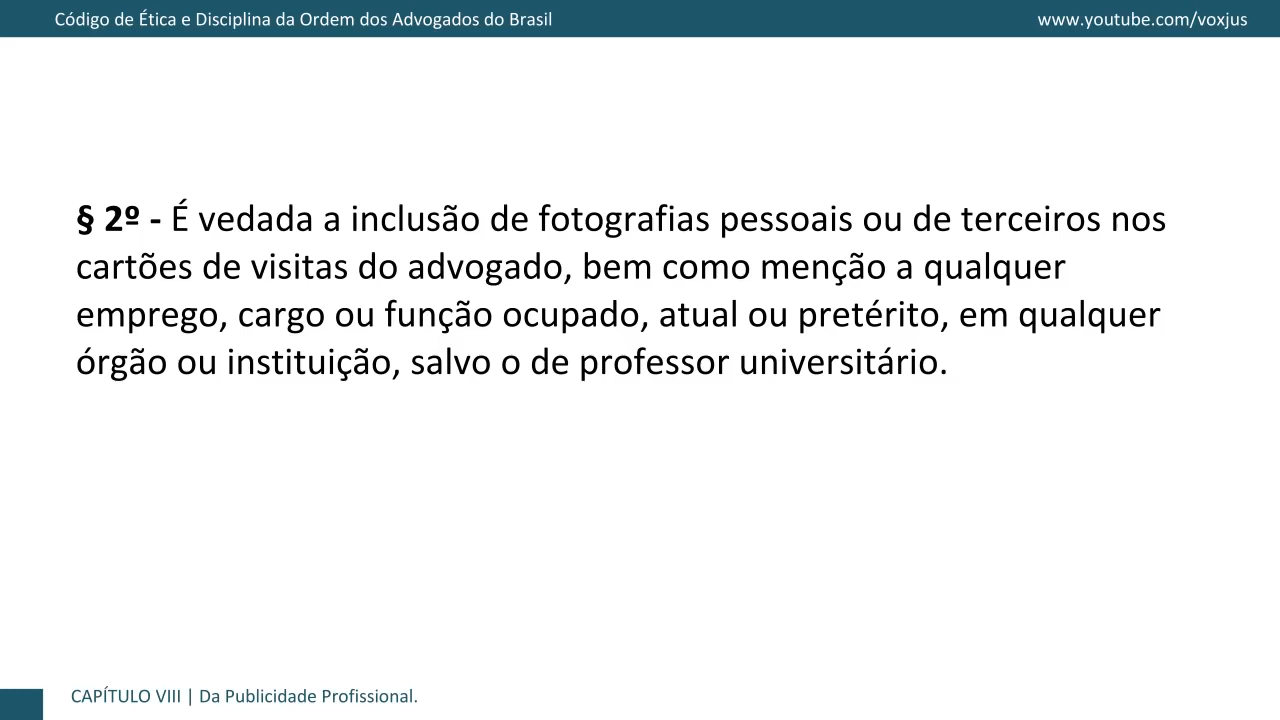 Código de Ética e Disciplina da Ordem dos Advogados do Brasil
www.youtube.com/voxjus
§ 2º - É vedada a inclusão de fotografias pessoais ou de terceiros nos
cartões de visitas do advogado, bem como menção a qualquer
emprego, cargo ou função ocupado, atual ou pretérito, em qualquer
órgão ou instituição, salvo o de professor universitário.
CAPÍTULO VIII | Da Publicidade Profissional.